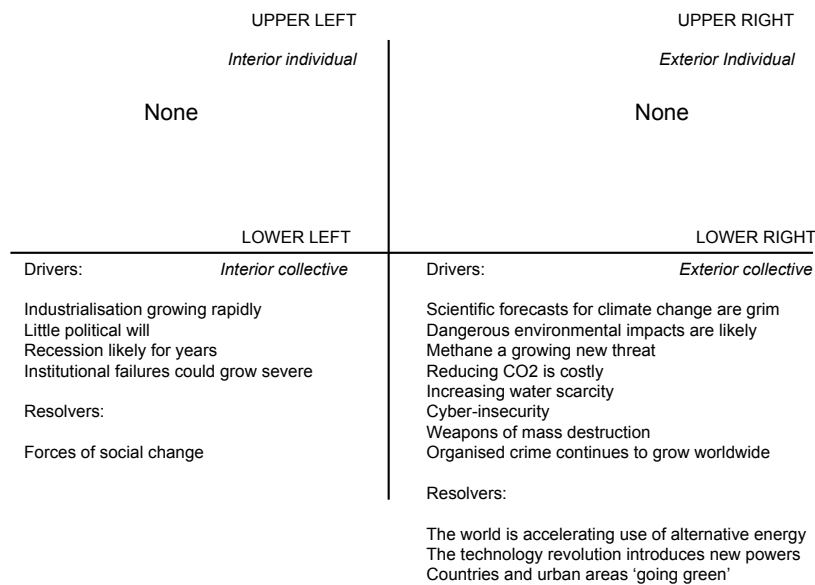 UPPER LEFT
Interior individual
None
UPPER RIGHT
Exterior Individual
None
LOWER LEFT
Drivers: Interior collective
Industrialisation growing rapidly
Little political will
Recession likely for years
Institutional failures could grow severe
Resolvers:
Forces of social change
LOWER RIGHT
Drivers: Exterior collective
Scientific forecasts for climate change are grim
Dangerous environmental impacts are likely
Methane a growing new threat
Reducing CO2 is costly
Increasing water scarcity
Cyber-insecurity
Weapons of mass destruction
Organised crime continues to grow worldwide
Resolvers:
The world is accelerating use of alternative energy
The technology revolution introduces new powers
Countries and urban areas ‘going green’